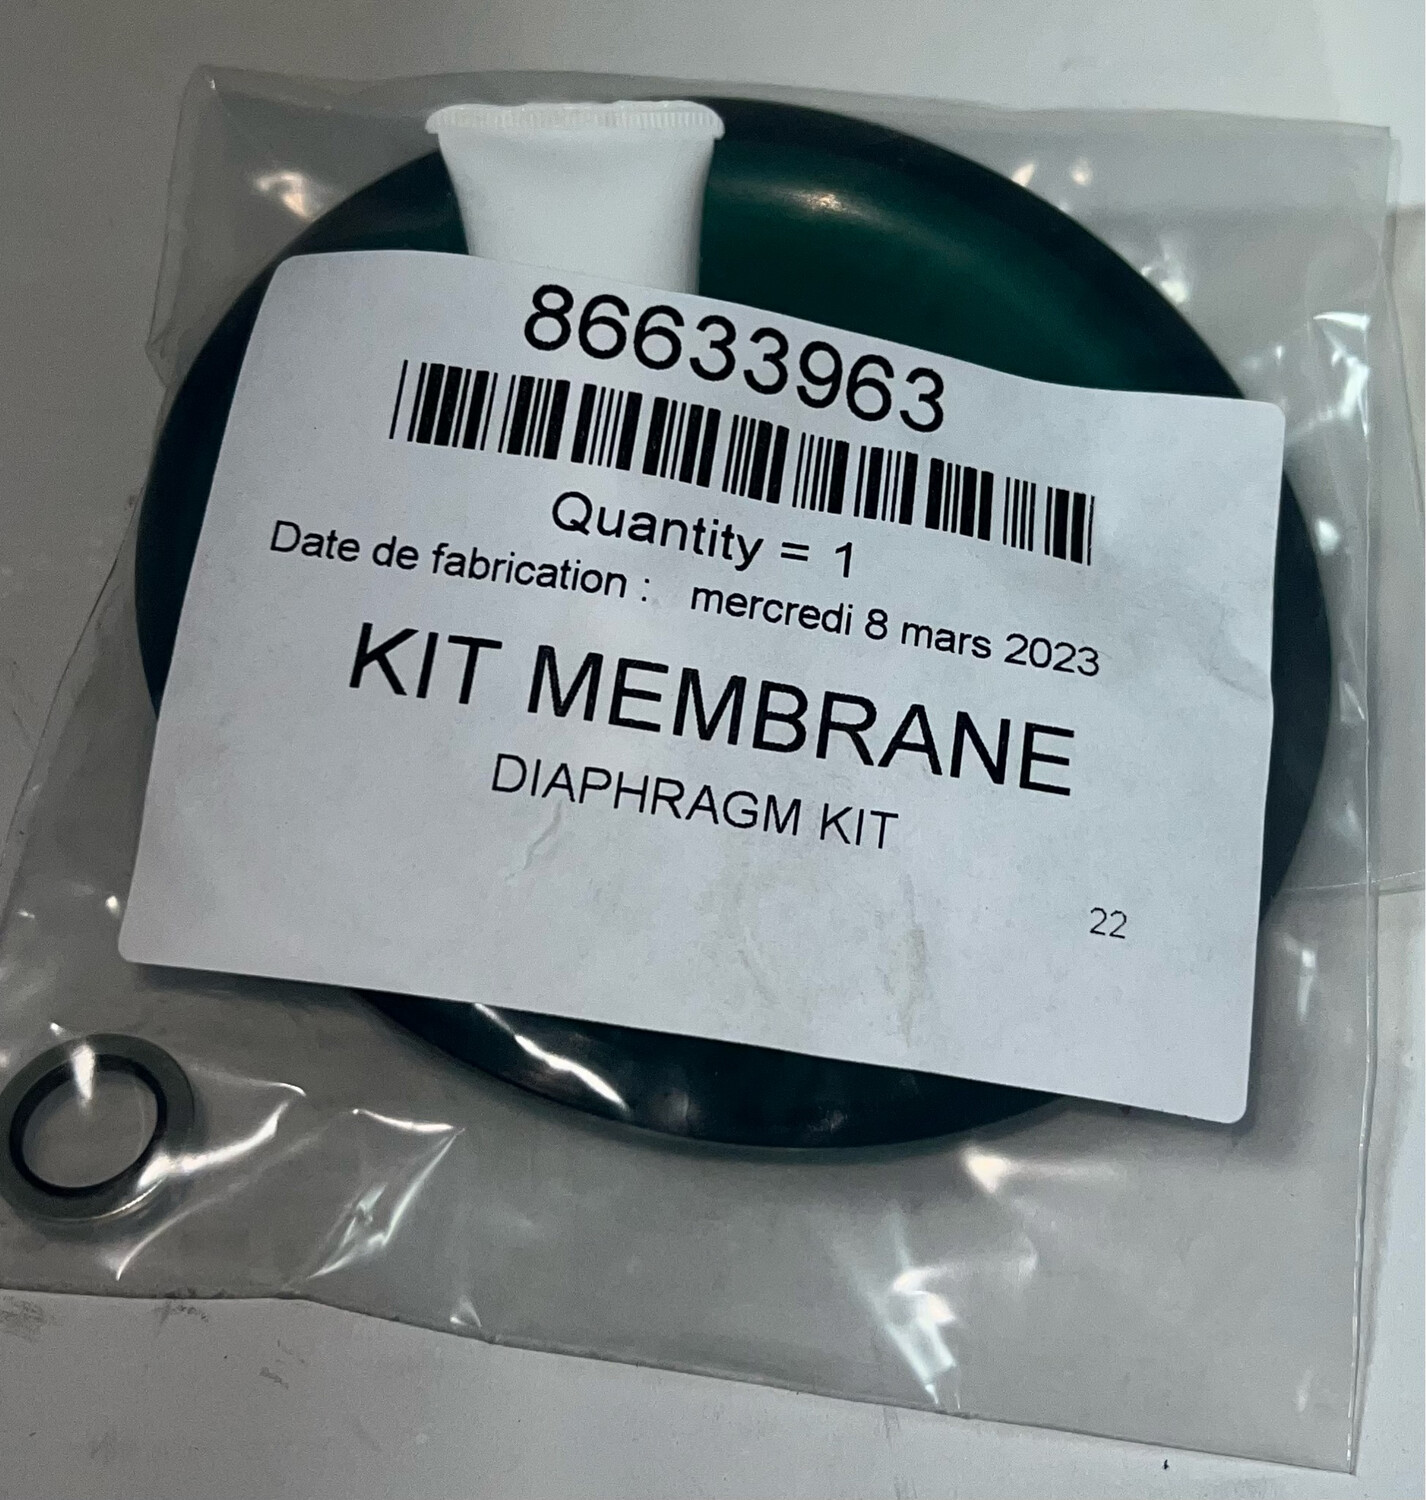 86633963
Quantity = 1
Date de fabrication : mercredi 8 mars 2023
KIT MEMBRANE
DIAPHRAGM KIT
22